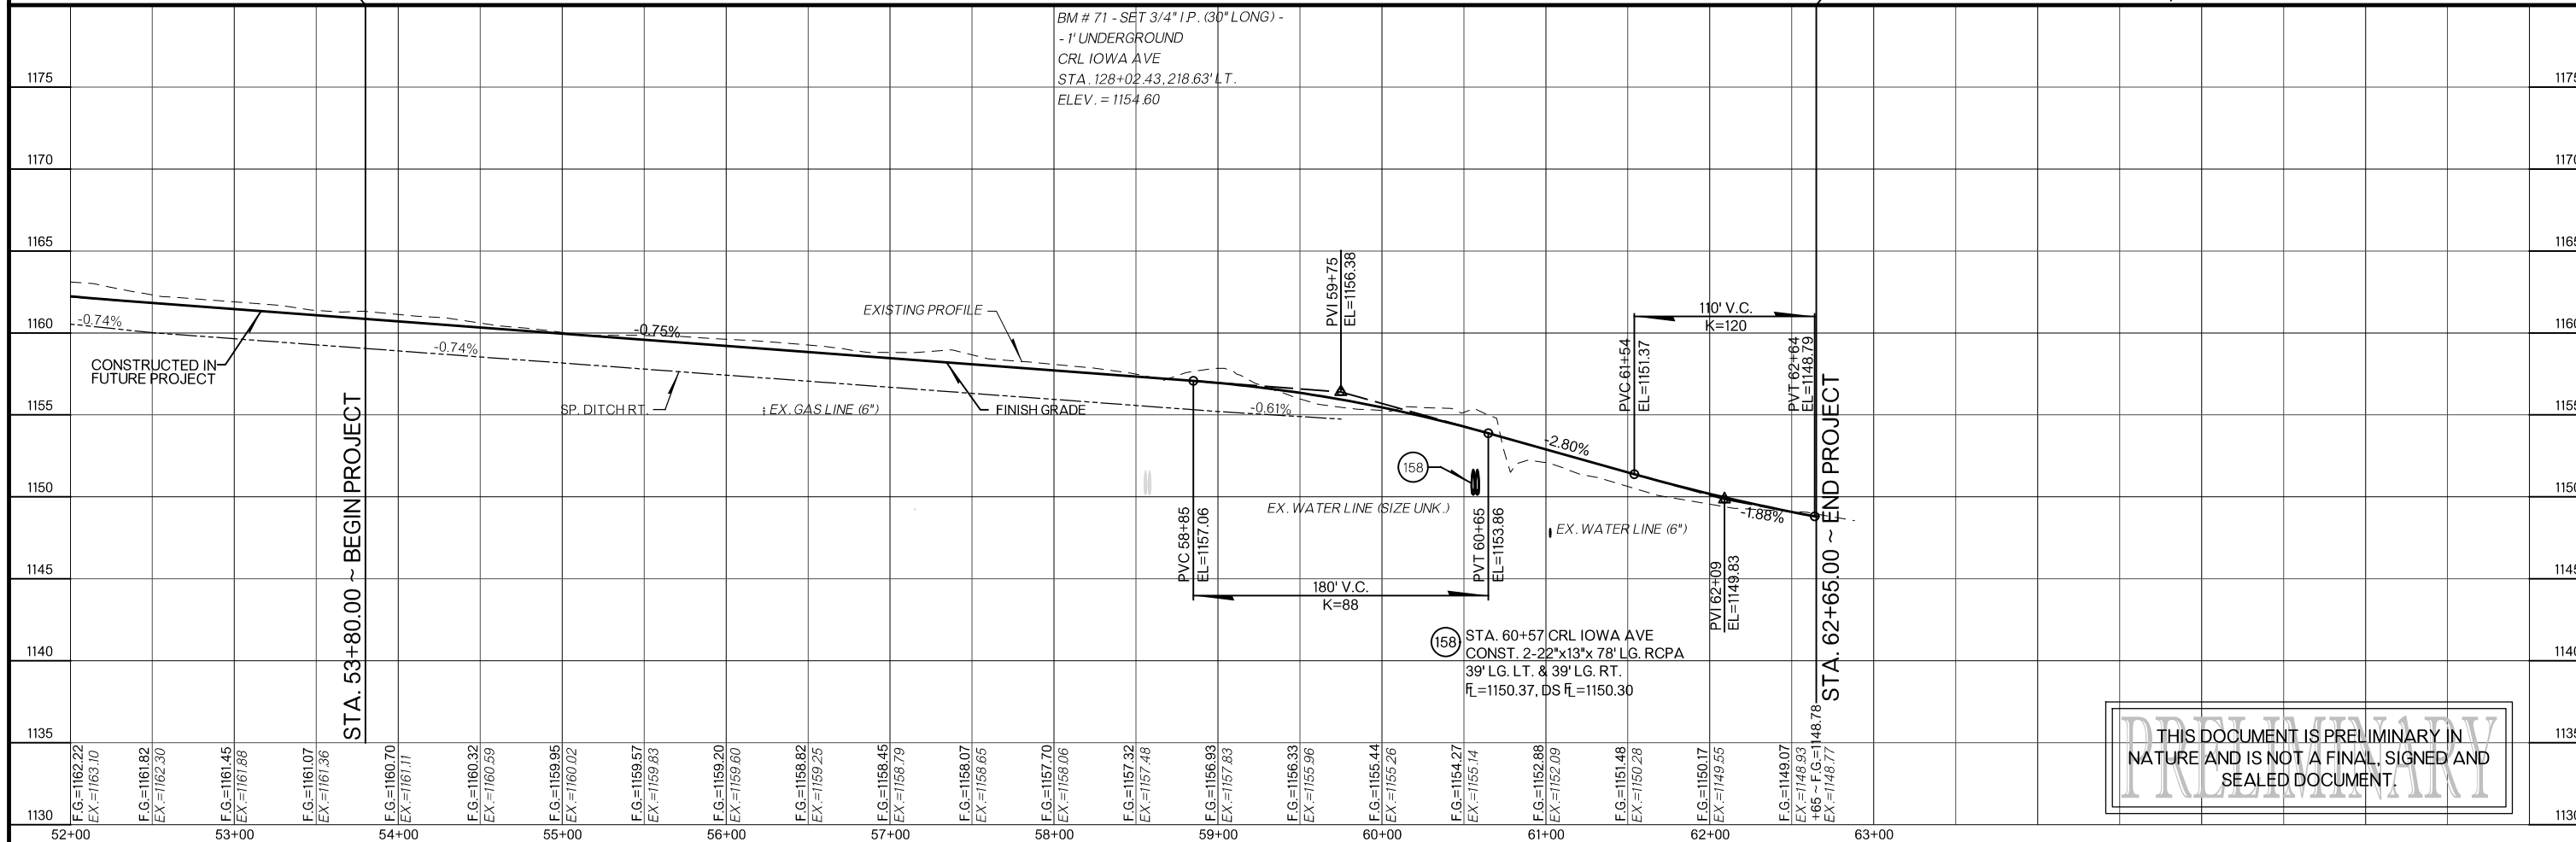 BM # 71 - SET 3/4" I.P. (30" LONG) -
- 1' UNDERGROUND
CRL IOWA AVE
STA. 128+02.43, 218.63' LT.
ELEV. = 1154.60
1175
1175
1170
1170
1165
1165
1160
1160
1155
1155
1150
1150
1145
1145
1140
1140
1135
1135
1130
1130
-0.74%
CONSTRUCTED IN
FUTURE PROJECT
STA. 53+80.00 ~ BEGIN PROJECT
-0.74%
-0.75%
SP. DITCH RT.
EX. GAS LINE (6")
EXISTING PROFILE
FINISH GRADE
-0.61%
PVI 59+75
EL=1156.38
PVC 58+85
EL=1157.06
PVT 60+65
EL=1153.86
180' V.C.
K=88
158
EX. WATER LINE (SIZE UNK.)
-2.80%
EX. WATER LINE (6")
PVC 61+54
EL=1151.37
110' V.C.
K=120
PVT 62+64
EL=1148.79
-1.88%
PVI 62+09
EL=1149.83
STA. 62+65.00 ~ END PROJECT
158
STA. 60+57 CRL IOWA AVE
CONST. 2-22"x13"x 78' LG. RCPA
39' LG. LT. & 39' LG. RT.
FL=1150.37, DS FL=1150.30
F.G.=1162.22
EX.=1163.10
F.G.=1161.82
EX.=1162.30
F.G.=1161.45
EX.=1161.88
F.G.=1161.07
EX.=1161.36
F.G.=1160.70
EX.=1161.11
F.G.=1160.32
EX.=1160.59
F.G.=1159.95
EX.=1160.02
F.G.=1159.57
EX.=1159.83
F.G.=1159.20
EX.=1159.60
F.G.=1158.82
EX.=1159.25
F.G.=1158.45
EX.=1158.79
F.G.=1158.07
EX.=1158.65
F.G.=1157.70
EX.=1158.06
F.G.=1157.32
EX.=1157.48
F.G.=1156.93
EX.=1157.83
F.G.=1156.33
EX.=1155.96
F.G.=1155.44
EX.=1155.26
F.G.=1154.27
EX.=1155.14
F.G.=1152.88
EX.=1152.09
F.G.=1151.48
EX.=1150.28
F.G.=1150.17
EX.=1149.55
F.G.=1149.07
EX.=1148.93
+65 ~ F.G.=1148.78
EX.=1148.77
52+00
53+00
54+00
55+00
56+00
57+00
58+00
59+00
60+00
61+00
62+00
63+00
PRELIMINARY
THIS DOCUMENT IS PRELIMINARY IN
NATURE AND IS NOT A FINAL, SIGNED AND
SEALED DOCUMENT.